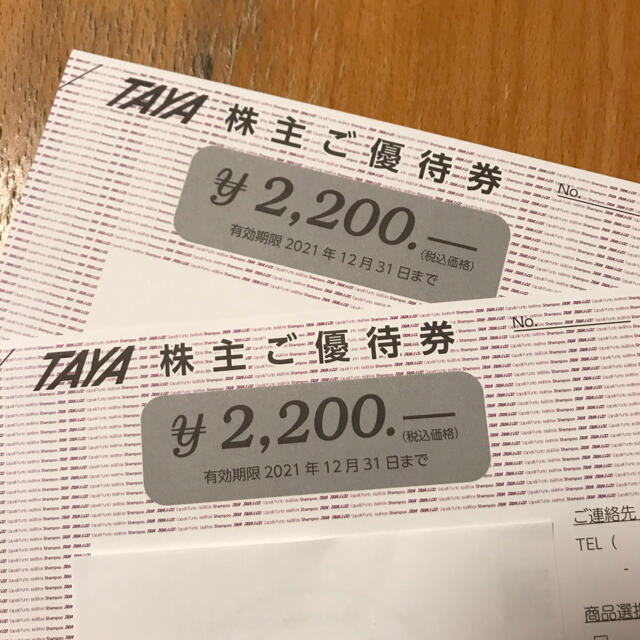 TAYA 株主ご優待券
No.
¥ 2,200.—
(税込価格)
有効期限 2021年12月31日まで
TAYA 株主ご優待券
No.
¥ 2,200.—
(税込価格)
有効期限 2021年12月31日まで
ご連絡先
TEL (
-
商品選択